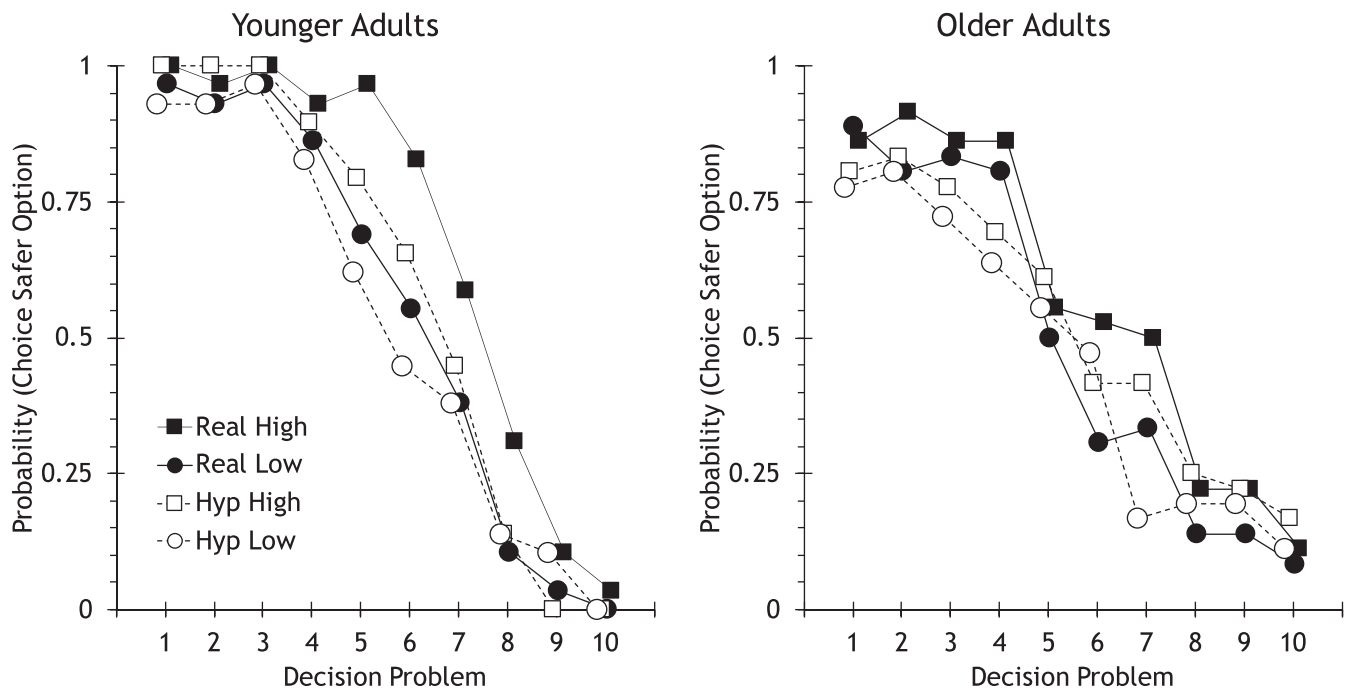 Younger Adults
Probability (Choice Safer Option)
1
0.75
0.5
0.25
0
Real High
Real Low
Hyp High
Hyp Low
1 2 3 4 5 6 7 8 9 10
Decision Problem
Older Adults
Probability (Choice Safer Option)
1
0.75
0.5
0.25
0
1 2 3 4 5 6 7 8 9 10
Decision Problem